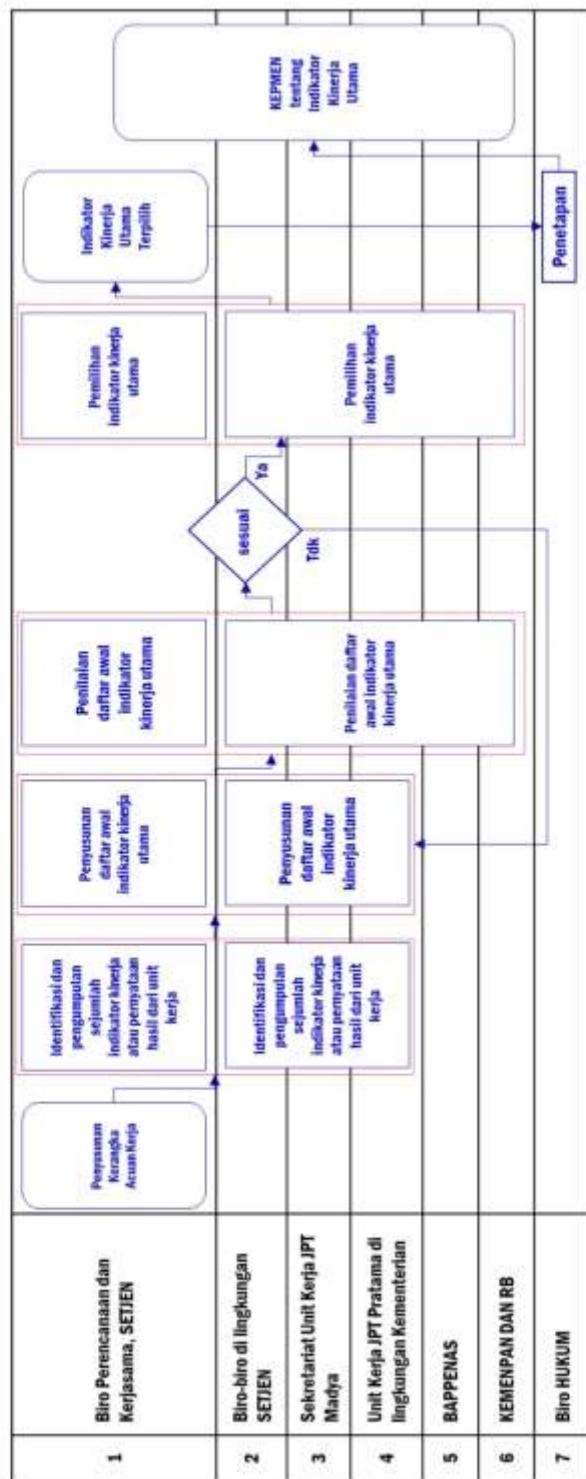 1
Biro Perencanaan dan
Kerjasama, SETJEN
Penyusunan
Kerangka
Acuan Kerja
Identifikasi dan
pengumpulan
sejumlah
indikator kinerja
atau pernyataan
hasil dari unit
kerja
Penyusunan
daftar awal
indikator kinerja
utama
Penilaian
daftar awal
indikator
kinerja utama
Pemilihan
indikator kinerja
utama
Indikator
Kinerja
Utama
Terpilih
2
Biro-biro di lingkungan
SETJEN
Identifikasi dan
pengumpulan
sejumlah
indikator kinerja
atau pernyataan
hasil dari unit
kerja
Penyusunan
daftar awal
indikator
kinerja utama
Penilaian daftar
awal indikator
kinerja utama
sesuai
Ya
Tdk
Pemilihan
indikator kinerja
utama
KEPMEN
tentang
Indikator
Kinerja
Utama
3
Sekretariat Unit Kerja JPT
Madya
4
Unit Kerja JPT Pratama di
lingkungan Kementerian
5
BAPPENAS
6
KEMENPAN DAN RB
7
Biro HUKUM
Penetapan